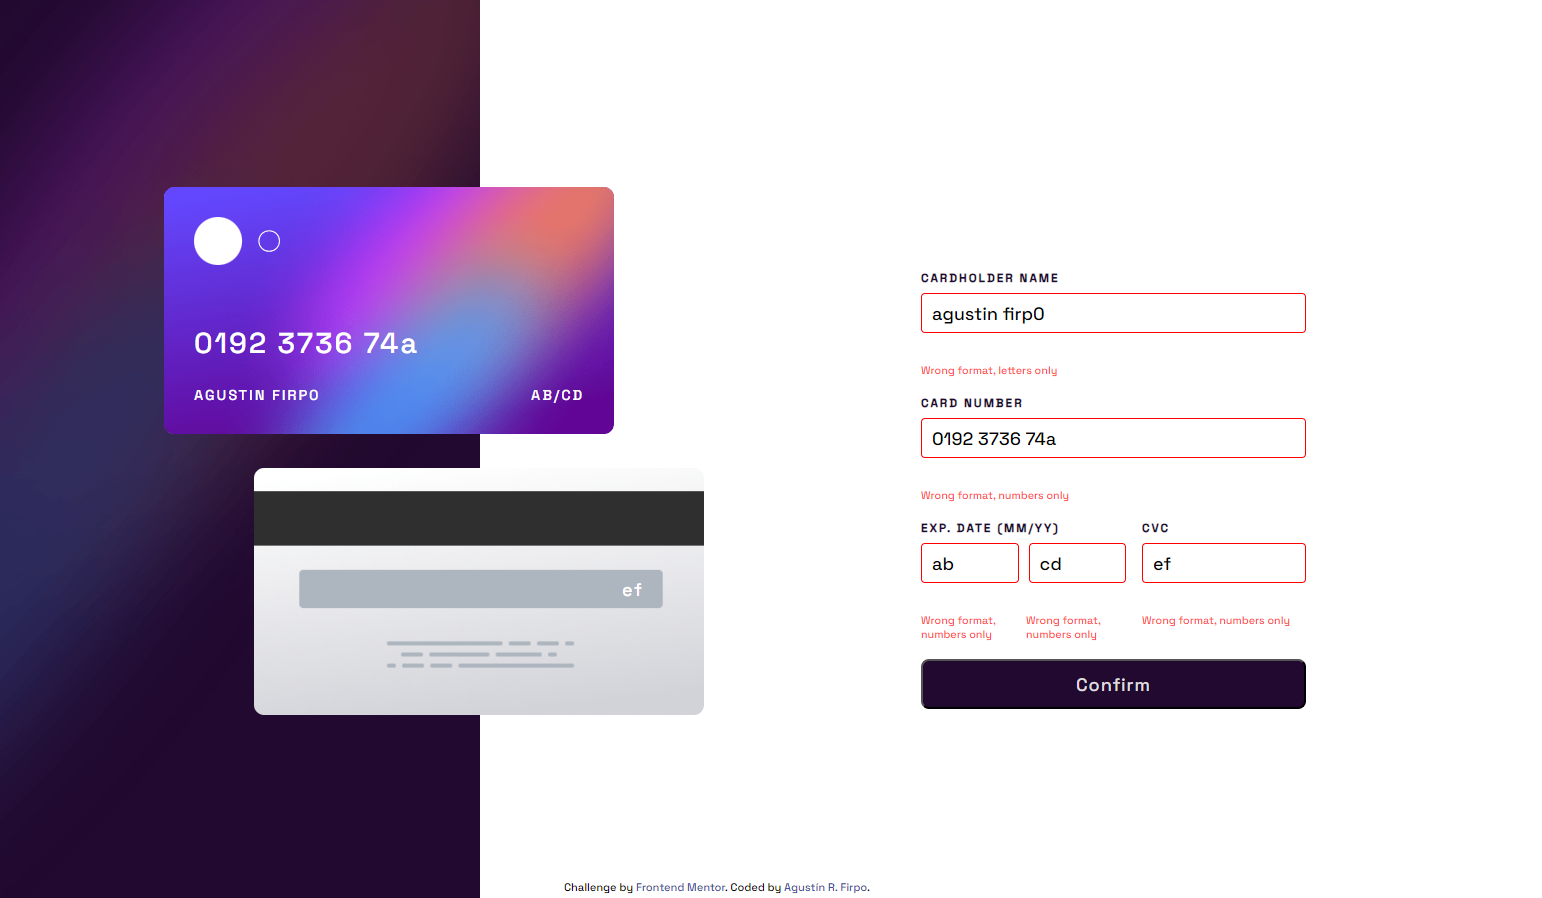 0192 3736 74a
AGUSTIN FIRP0
AB/CD
ef
CARDHOLDER NAME
agustin firp0
Wrong format, letters only
CARD NUMBER
0192 3736 74a
Wrong format, numbers only
EXP. DATE (MM/YY)
CVC
ab
cd
ef
Wrong format,
numbers only
Wrong format,
numbers only
Wrong format, numbers only
Confirm
Challenge by Frontend Mentor. Coded by Agustín R. Firpo.